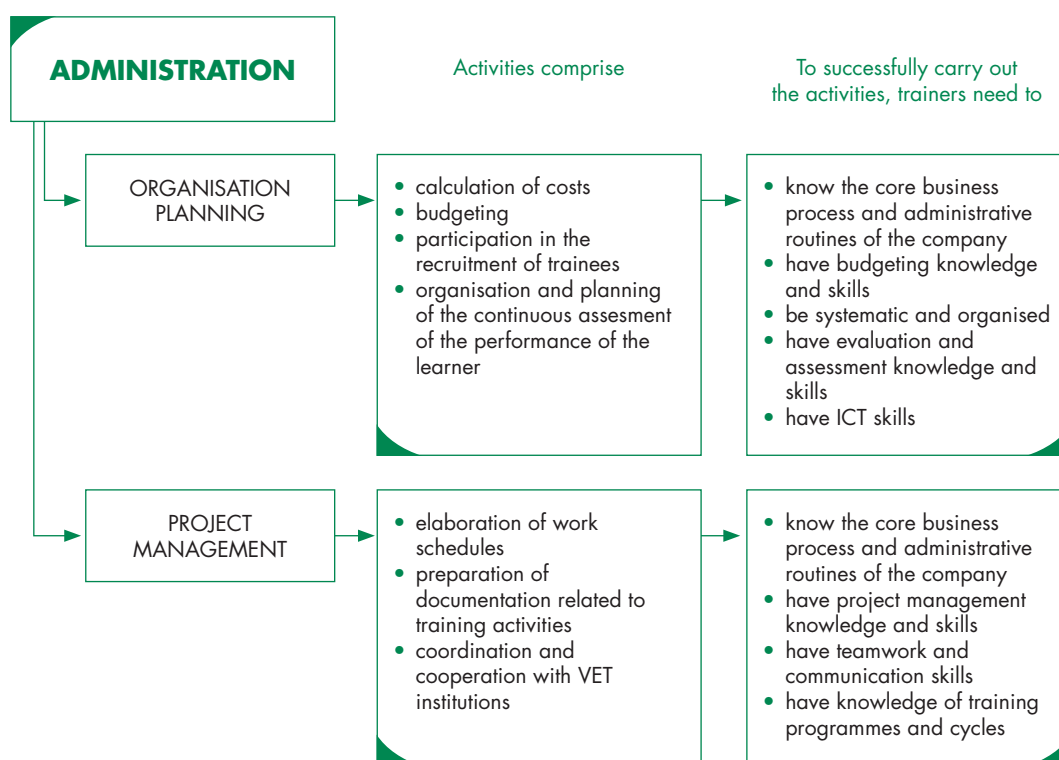 ADMINISTRATION
Activities comprise
To successfully carry out
the activities, trainers need to
ORGANISATION
PLANNING
• calculation of costs
• budgeting
• participation in the
recruitment of trainees
• organisation and planning
of the continuous assesment
of the performance of the
learner
• know the core business
process and administrative
routines of the company
• have budgeting knowledge
and skills
• be systematic and organised
• have evaluation and
assessment knowledge and
skills
• have ICT skills
PROJECT
MANAGEMENT
• elaboration of work
schedules
• preparation of
documentation related to
training activities
• coordination and
cooperation with VET
institutions
• know the core business
process and administrative
routines of the company
• have project management
knowledge and skills
• have teamwork and
communication skills
• have knowledge of training
programmes and cycles